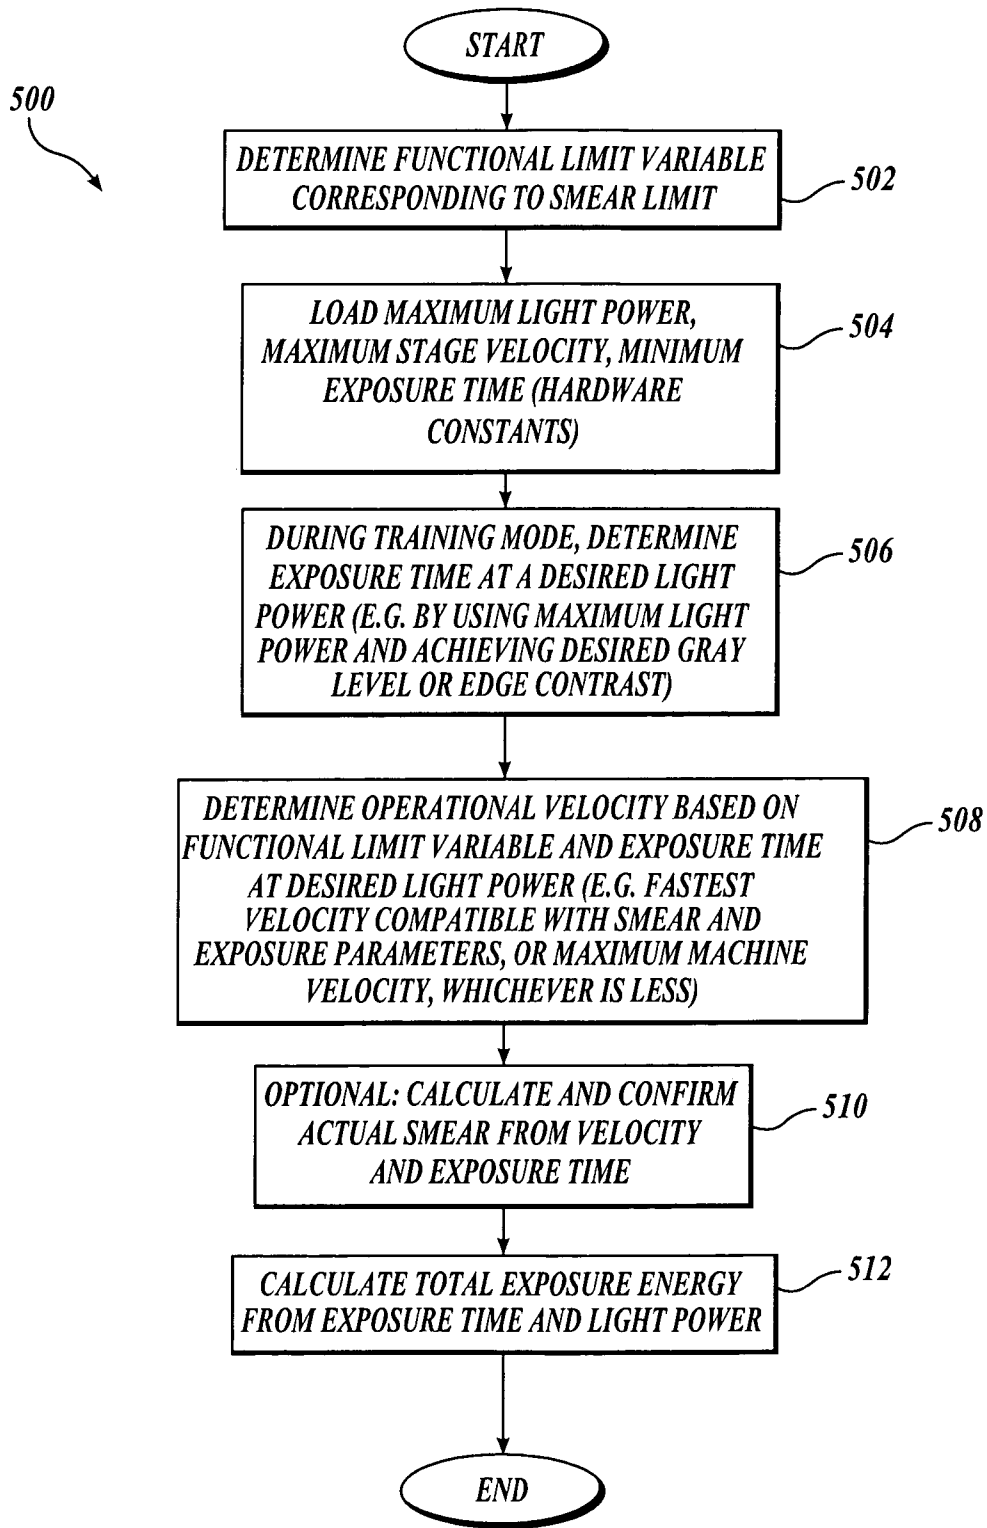 START
500
DETERMINE FUNCTIONAL LIMIT VARIABLE
CORRESPONDING TO SMEAR LIMIT
502
LOAD MAXIMUM LIGHT POWER,
MAXIMUM STAGE VELOCITY, MINIMUM
EXPOSURE TIME (HARDWARE
CONSTANTS)
504
DURING TRAINING MODE, DETERMINE
EXPOSURE TIME AT A DESIRED LIGHT
POWER (E.G. BY USING MAXIMUM LIGHT
POWER AND ACHIEVING DESIRED GRAY
LEVEL OR EDGE CONTRAST)
506
DETERMINE OPERATIONAL VELOCITY BASED ON
FUNCTIONAL LIMIT VARIABLE AND EXPOSURE TIME
AT DESIRED LIGHT POWER (E.G. FASTEST
VELOCITY COMPATIBLE WITH SMEAR AND
EXPOSURE PARAMETERS, OR MAXIMUM MACHINE
VELOCITY, WHICHEVER IS LESS)
508
OPTIONAL: CALCULATE AND CONFIRM
ACTUAL SMEAR FROM VELOCITY
AND EXPOSURE TIME
510
CALCULATE TOTAL EXPOSURE ENERGY
FROM EXPOSURE TIME AND LIGHT POWER
512
END